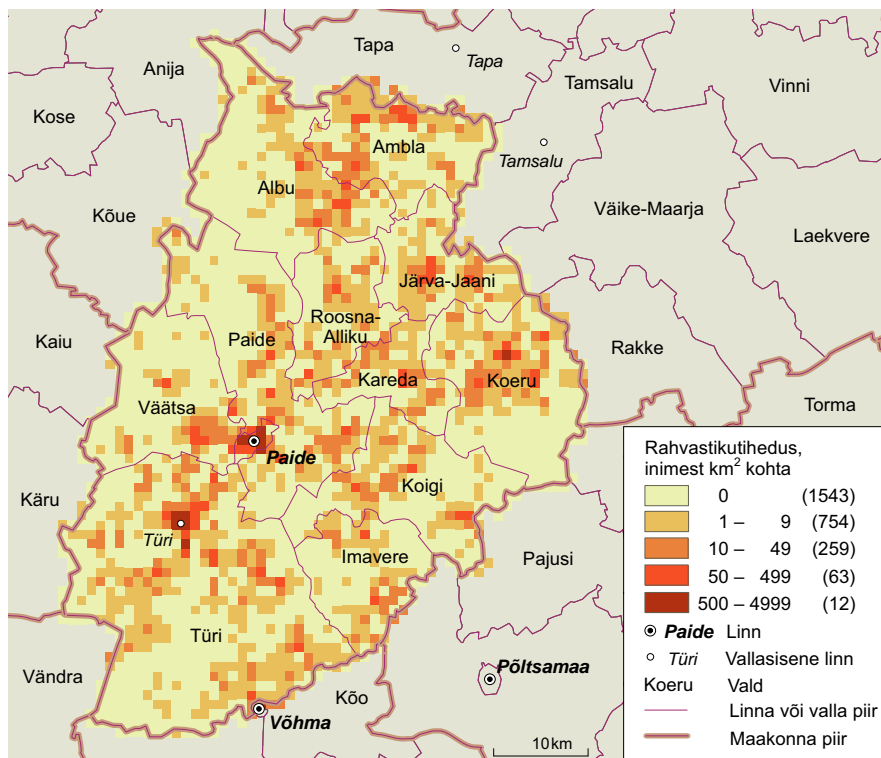 Tapa
Tapa
Anija
Tamsalu
Vinni
Kose
Ambla
Tamsalu
Albu
Kõue
Väike-Maarja
Laekvere
Järva-Jaani
Roosna-
Alliku
Paide
Kaiu
Rakke
Kareda
Koeru
Väätsa
Torma
Paide
Koigi
Käru
Türi
Imavere
Pajusi
Türi
Vändra
Kõo
Põltsamaa
Võhma
10 km
Rahvastikutihedus,
inimest km² kohta
0 (1543)
1 – 9 (754)
10 – 49 (259)
50 – 499 (63)
500 – 4999 (12)
Paide Linn
Türi Vallasisene linn
Koeru Vald
Linna või valla piir
Maakonna piir